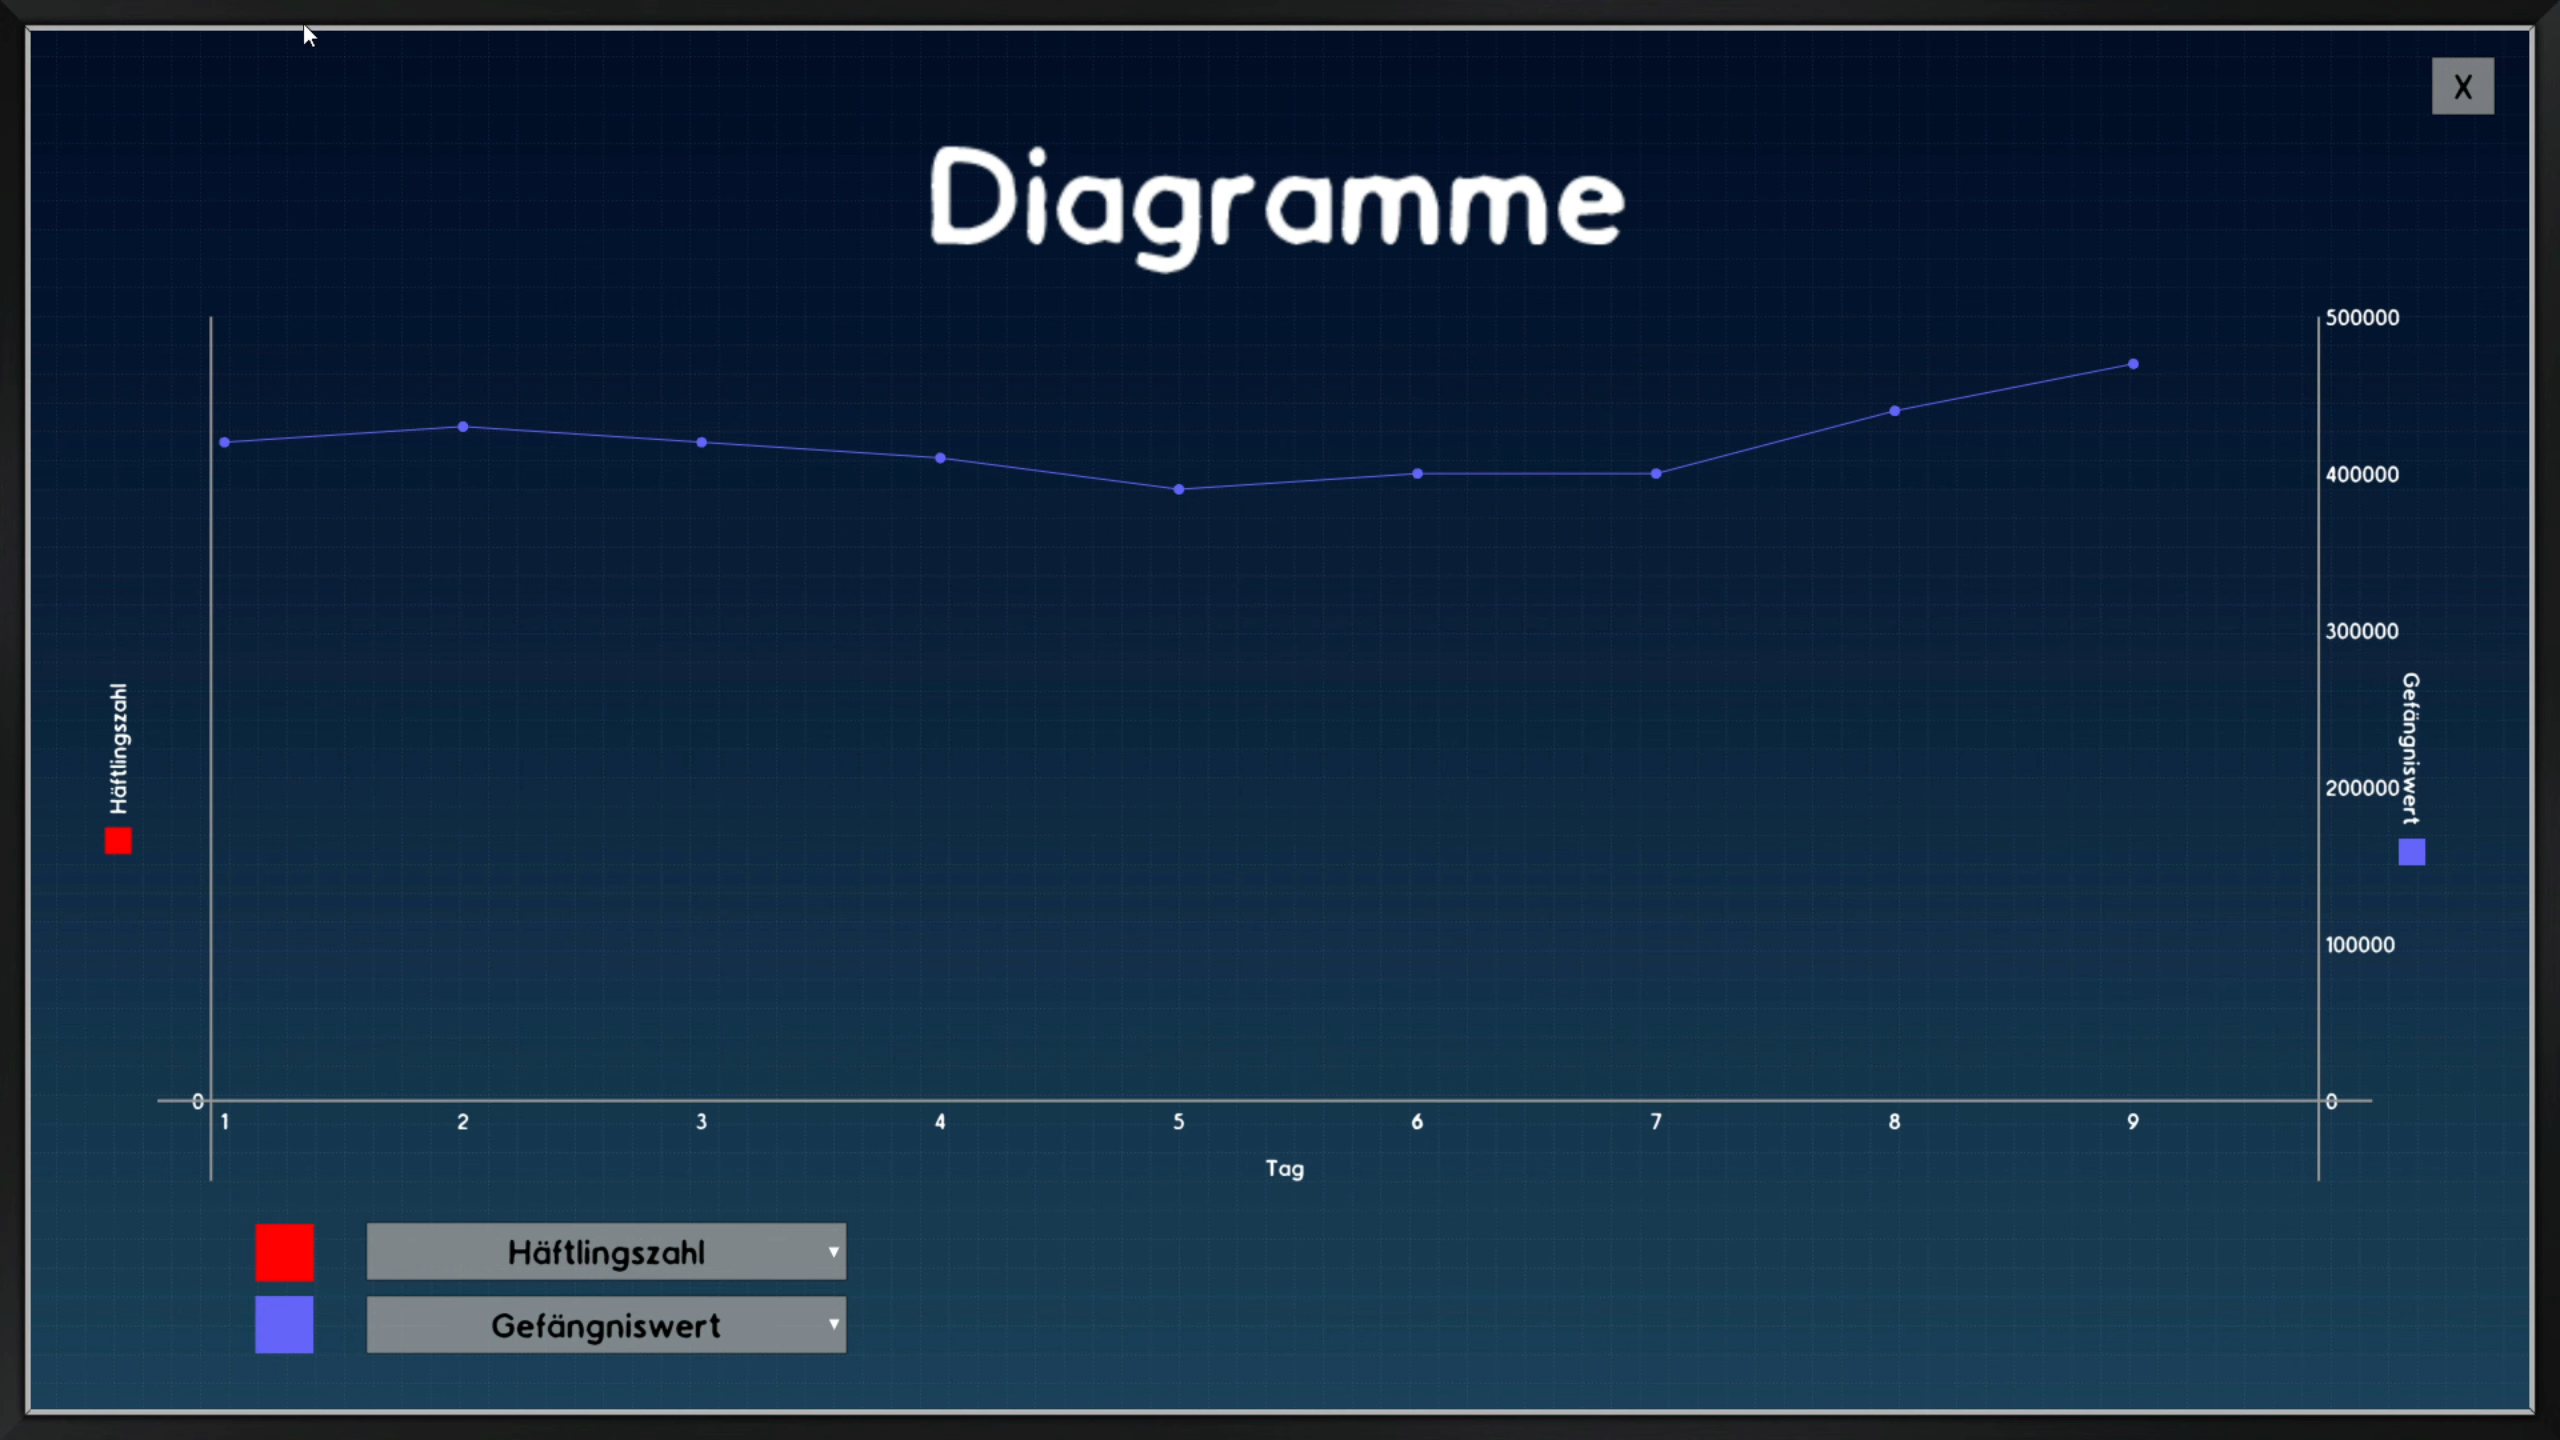 X
Diagramme
500000
400000
300000
200000
100000
0
Häftlingszahl
Gefängniswert
0
1 2 3 4 5 6 7 8 9
Tag
Häftlingszahl
Gefängniswert